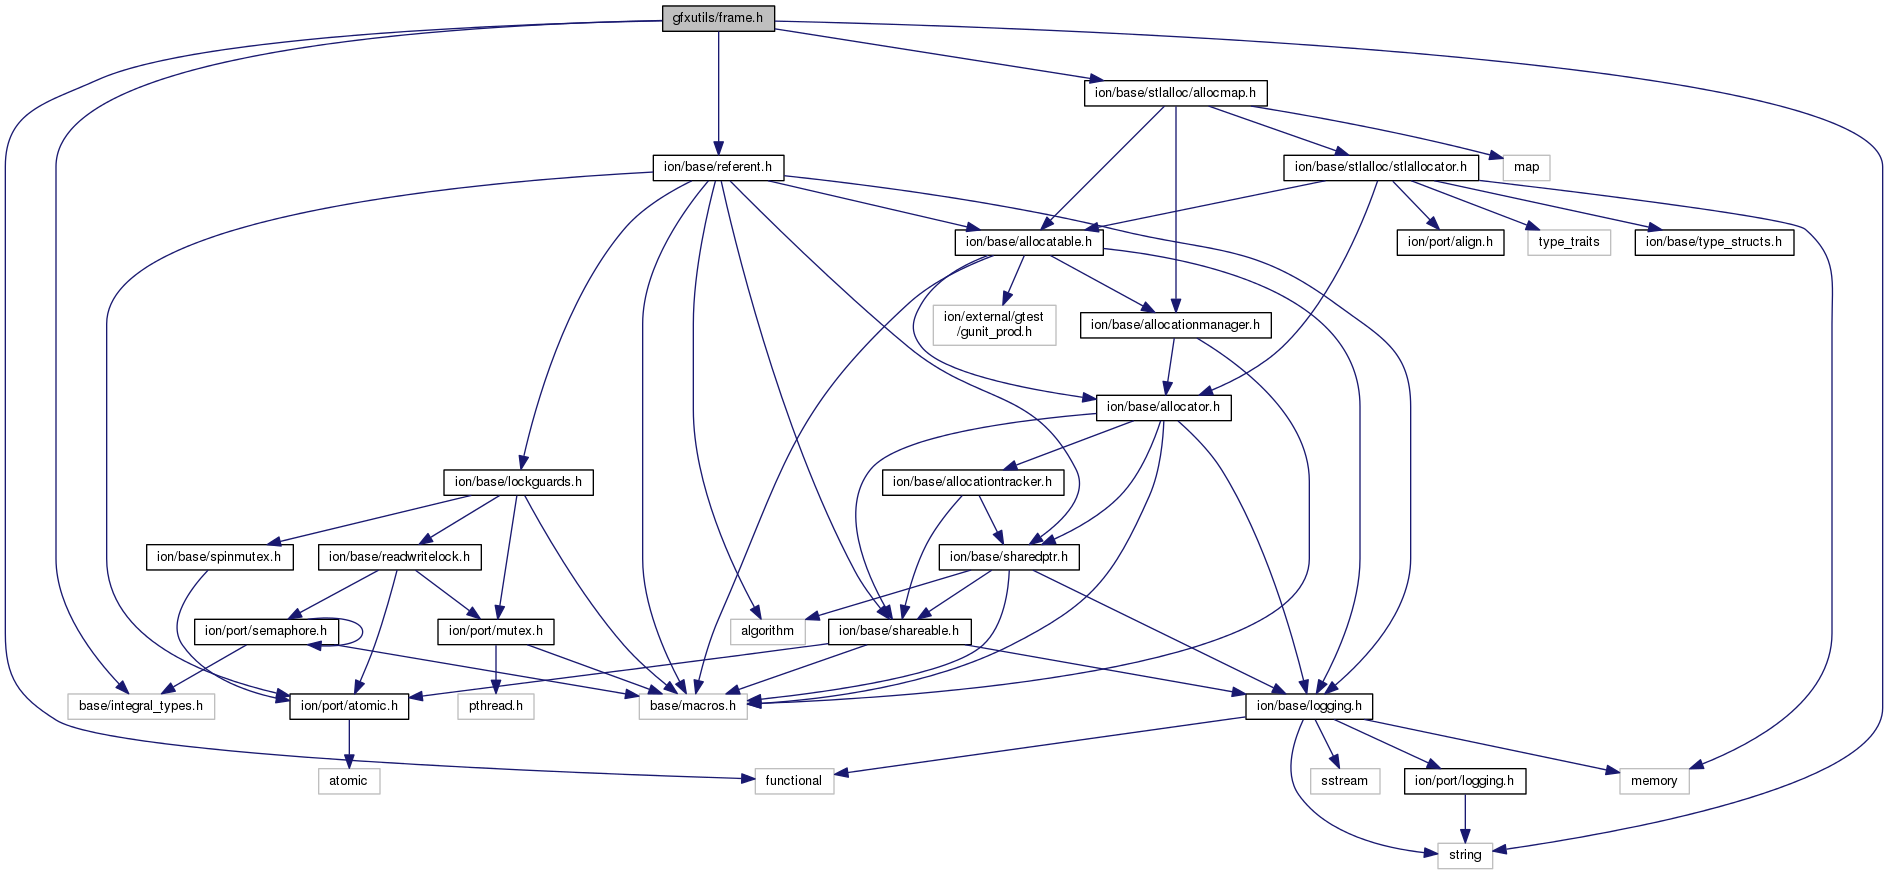 gfxutils/frame.h
ion/base/stlalloc/allocmap.h
ion/base/referent.h
ion/base/stlalloc/stlallocator.h
map
ion/base/allocatable.h
ion/port/align.h
type_traits
ion/base/type_structs.h
ion/external/gtest
/gunit_prod.h
ion/base/allocationmanager.h
ion/base/allocator.h
ion/base/lockguards.h
ion/base/allocationtracker.h
ion/base/spinmutex.h
ion/base/readwritelock.h
ion/base/sharedptr.h
ion/port/semaphore.h
ion/port/mutex.h
algorithm
ion/base/shareable.h
base/integral_types.h
ion/port/atomic.h
pthread.h
base/macros.h
ion/base/logging.h
atomic
functional
sstream
ion/port/logging.h
memory
string